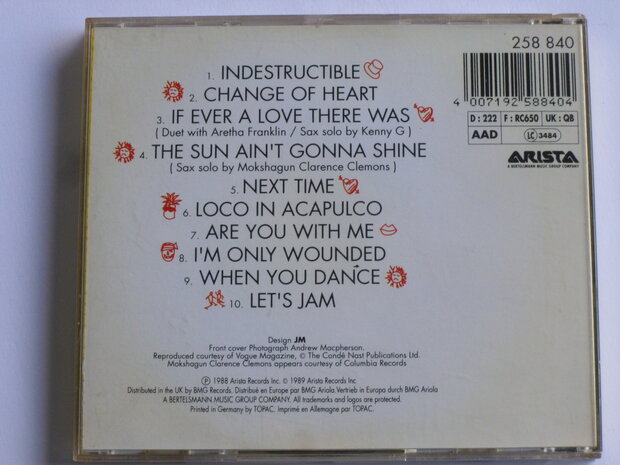 258 840
1. INDESTRUCTIBLE
2. CHANGE OF HEART
3. IF EVER A LOVE THERE WAS
( Duet with Aretha Franklin / Sax solo by Kenny G )
4. THE SUN AIN'T GONNA SHINE
( Sax solo by Mokshagun Clarence Clemons )
5. NEXT TIME
6. LOCO IN ACAPULCO
7. ARE YOU WITH ME
8. I'M ONLY WOUNDED
9. WHEN YOU DANCE
10. LET'S JAM
4 007192 588404
D : 222 F : RC650 UK : QB
AAD LC 3484
ARISTA
A BERTELSMANN MUSIC GROUP COMPANY
Design JM
Front cover Photograph Andrew Macpherson.
Reproduced courtesy of Vogue Magazine, © The Condé Nast Publications Ltd.
Mokshagun Clarence Clemons appears courtesy of Columbia Records
℗ 1988 Arista Records Inc. © 1989 Arista Records Inc
Distributed in the UK by BMG Records. Distribué en Europe par BMG Ariola. Vertrieb in Europa durch BMG Ariola
A BERTELSMANN MUSIC GROUP COMPANY. All trademarks and logos are protected.
Printed in Germany by TOPAC. Imprimé en Allemagne par TOPAC.